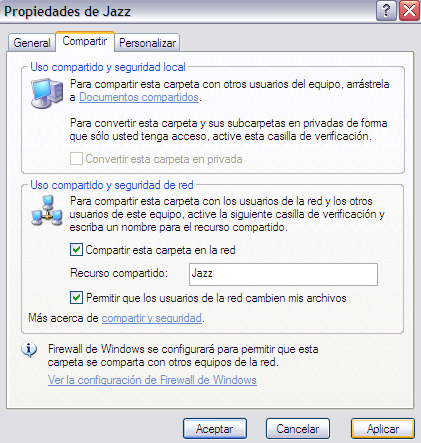 Propiedades de Jazz
General
Compartir
Personalizar
Uso compartido y seguridad local
Para compartir esta carpeta con otros usuarios del equipo, arrástrela
a Documentos compartidos.
Para convertir esta carpeta y sus subcarpetas en privadas de forma
que sólo usted tenga acceso, active esta casilla de verificación.
Convertir esta carpeta en privada
Uso compartido y seguridad de red
Para compartir esta carpeta con los usuarios de la red y los otros
usuarios de este equipo, active la siguiente casilla de verificación y
escriba un nombre para el recurso compartido.
Compartir esta carpeta en la red
Recurso compartido: Jazz
Permitir que los usuarios de la red cambien mis archivos
Más acerca de compartir y seguridad.
Firewall de Windows se configurará para permitir que esta
carpeta se comparta con otros equipos de la red.
Ver la configuración de Firewall de Windows
Aceptar
Cancelar
Aplicar